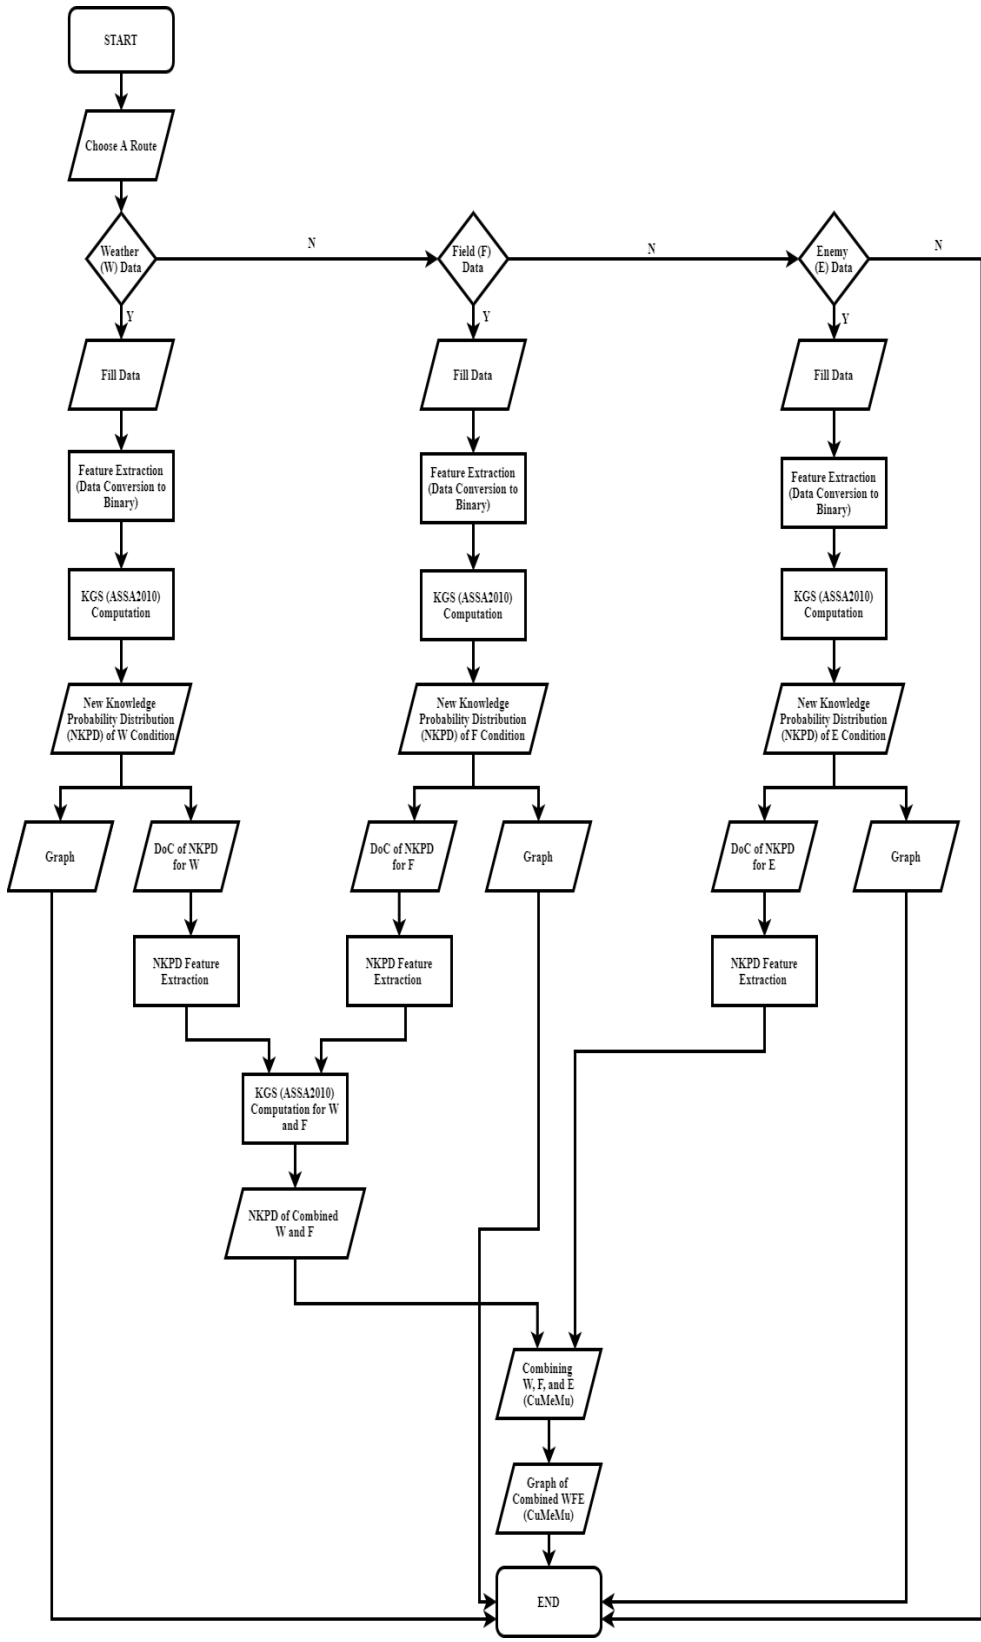 START
Choose A Route
Weather
(W) Data
N
Field (F)
Data
N
Enemy
(E) Data
N
Y
Y
Y
Fill Data
Fill Data
Fill Data
Feature Extraction
(Data Conversion to
Binary)
Feature Extraction
(Data Conversion to
Binary)
Feature Extraction
(Data Conversion to
Binary)
KGS (ASSA2010)
Computation
KGS (ASSA2010)
Computation
KGS (ASSA2010)
Computation
New Knowledge
Probability Distribution
(NKPD) of W Condition
New Knowledge
Probability Distribution
(NKPD) of F Condition
New Knowledge
Probability Distribution
(NKPD) of E Condition
Graph
DoC of NKPD
for W
DoC of NKPD
for F
Graph
DoC of NKPD
for E
Graph
NKPD Feature
Extraction
NKPD Feature
Extraction
NKPD Feature
Extraction
KGS (ASSA2010)
Computation for W
and F
NKPD of Combined
W and F
Combining
W, F, and E
(CuMeMu)
Graph of
Combined WFE
(CuMeMu)
END